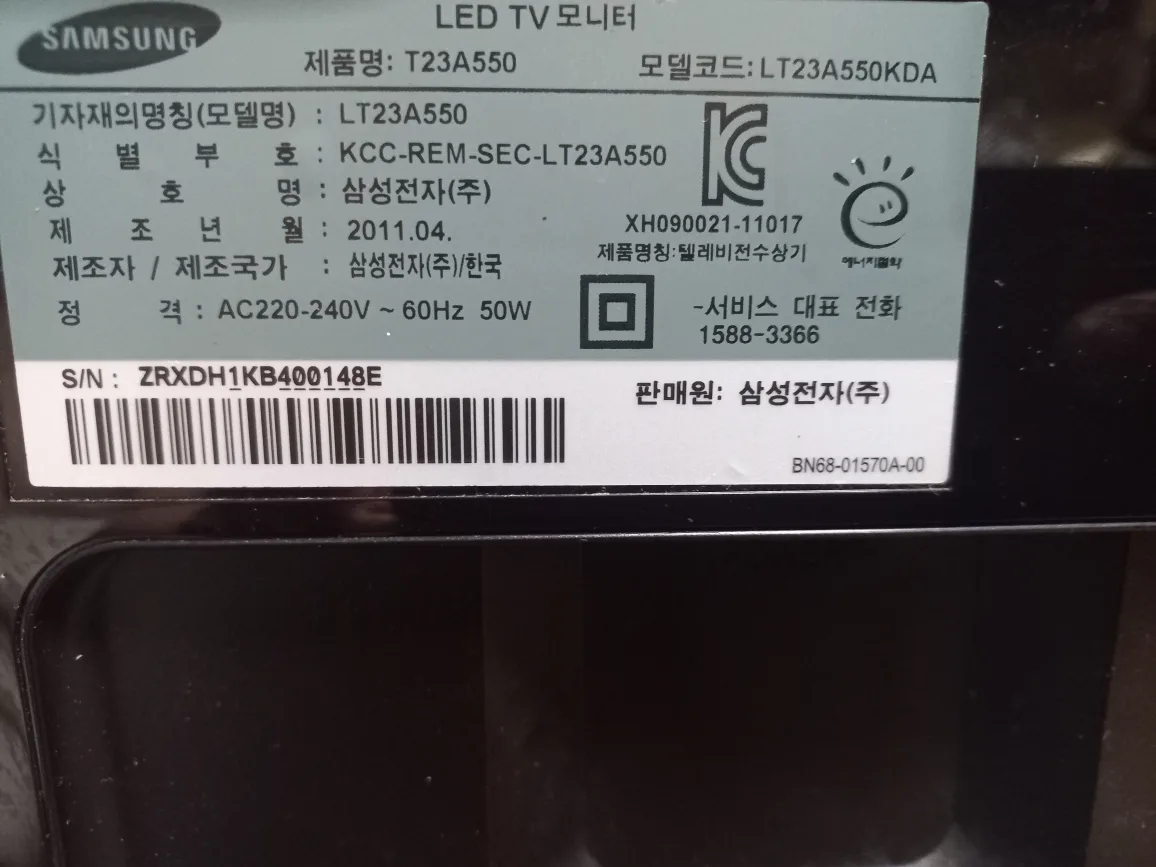 SAMSUNG
LED TV 모니터
제품명: T23A550
모델코드: LT23A550KDA
기자재의명칭(모델명) : LT23A550
식 별 부 호 : KCC-REM-SEC-LT23A550
상 호 명 : 삼성전자(주)
제 조 년 월 : 2011.04.
제조자 / 제조국가 : 삼성전자(주)/한국
정 격 : AC220-240V ~ 60Hz 50W
XH090021-11017
제품명칭:텔레비전수상기
에너지절약
-서비스 대표 전화
1588-3366
S/N : ZRXDH1KB400148E
판매원: 삼성전자(주)
BN68-01570A-00